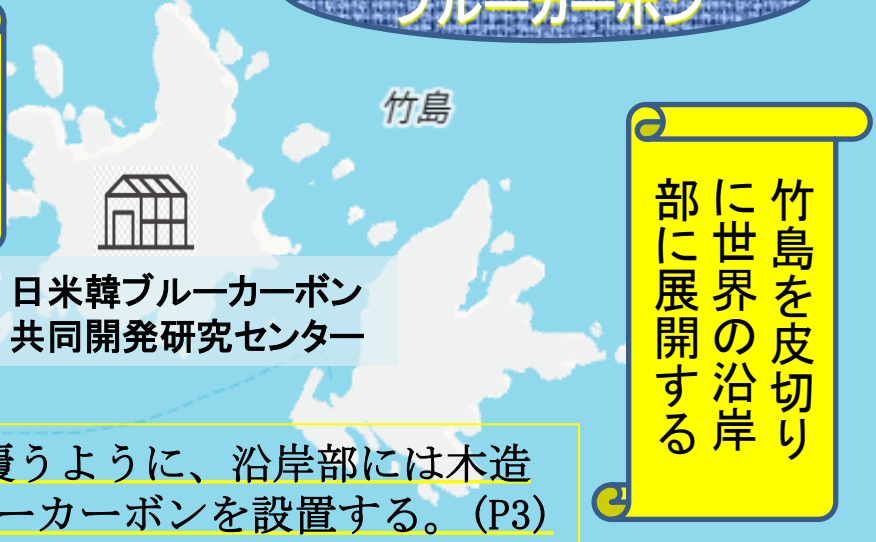 ブルーカーボン
竹島
竹島を皮切り
に世界の沿岸
部に展開する
日米韓ブルーカーボン
共同開発研究センター
うように、沿岸部には木造
ーカーボンを設置する。(P3)